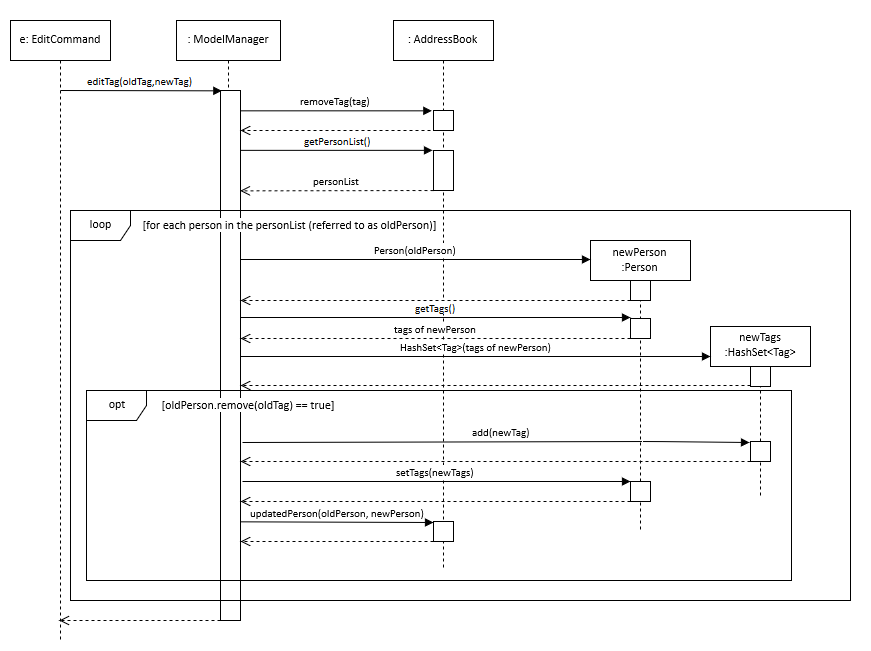 e: EditCommand
: ModelManager
: AddressBook
editTag(oldTag,newTag)
removeTag(tag)
getPersonList()
personList
loop
[for each person in the personList (referred to as oldPerson)]
Person(oldPerson)
newPerson
:Person
getTags()
tags of newPerson
HashSet<Tag>(tags of newPerson)
newTags
:HashSet<Tag>
opt
[oldPerson.remove(oldTag) == true]
add(newTag)
setTags(newTags)
updatedPerson(oldPerson, newPerson)